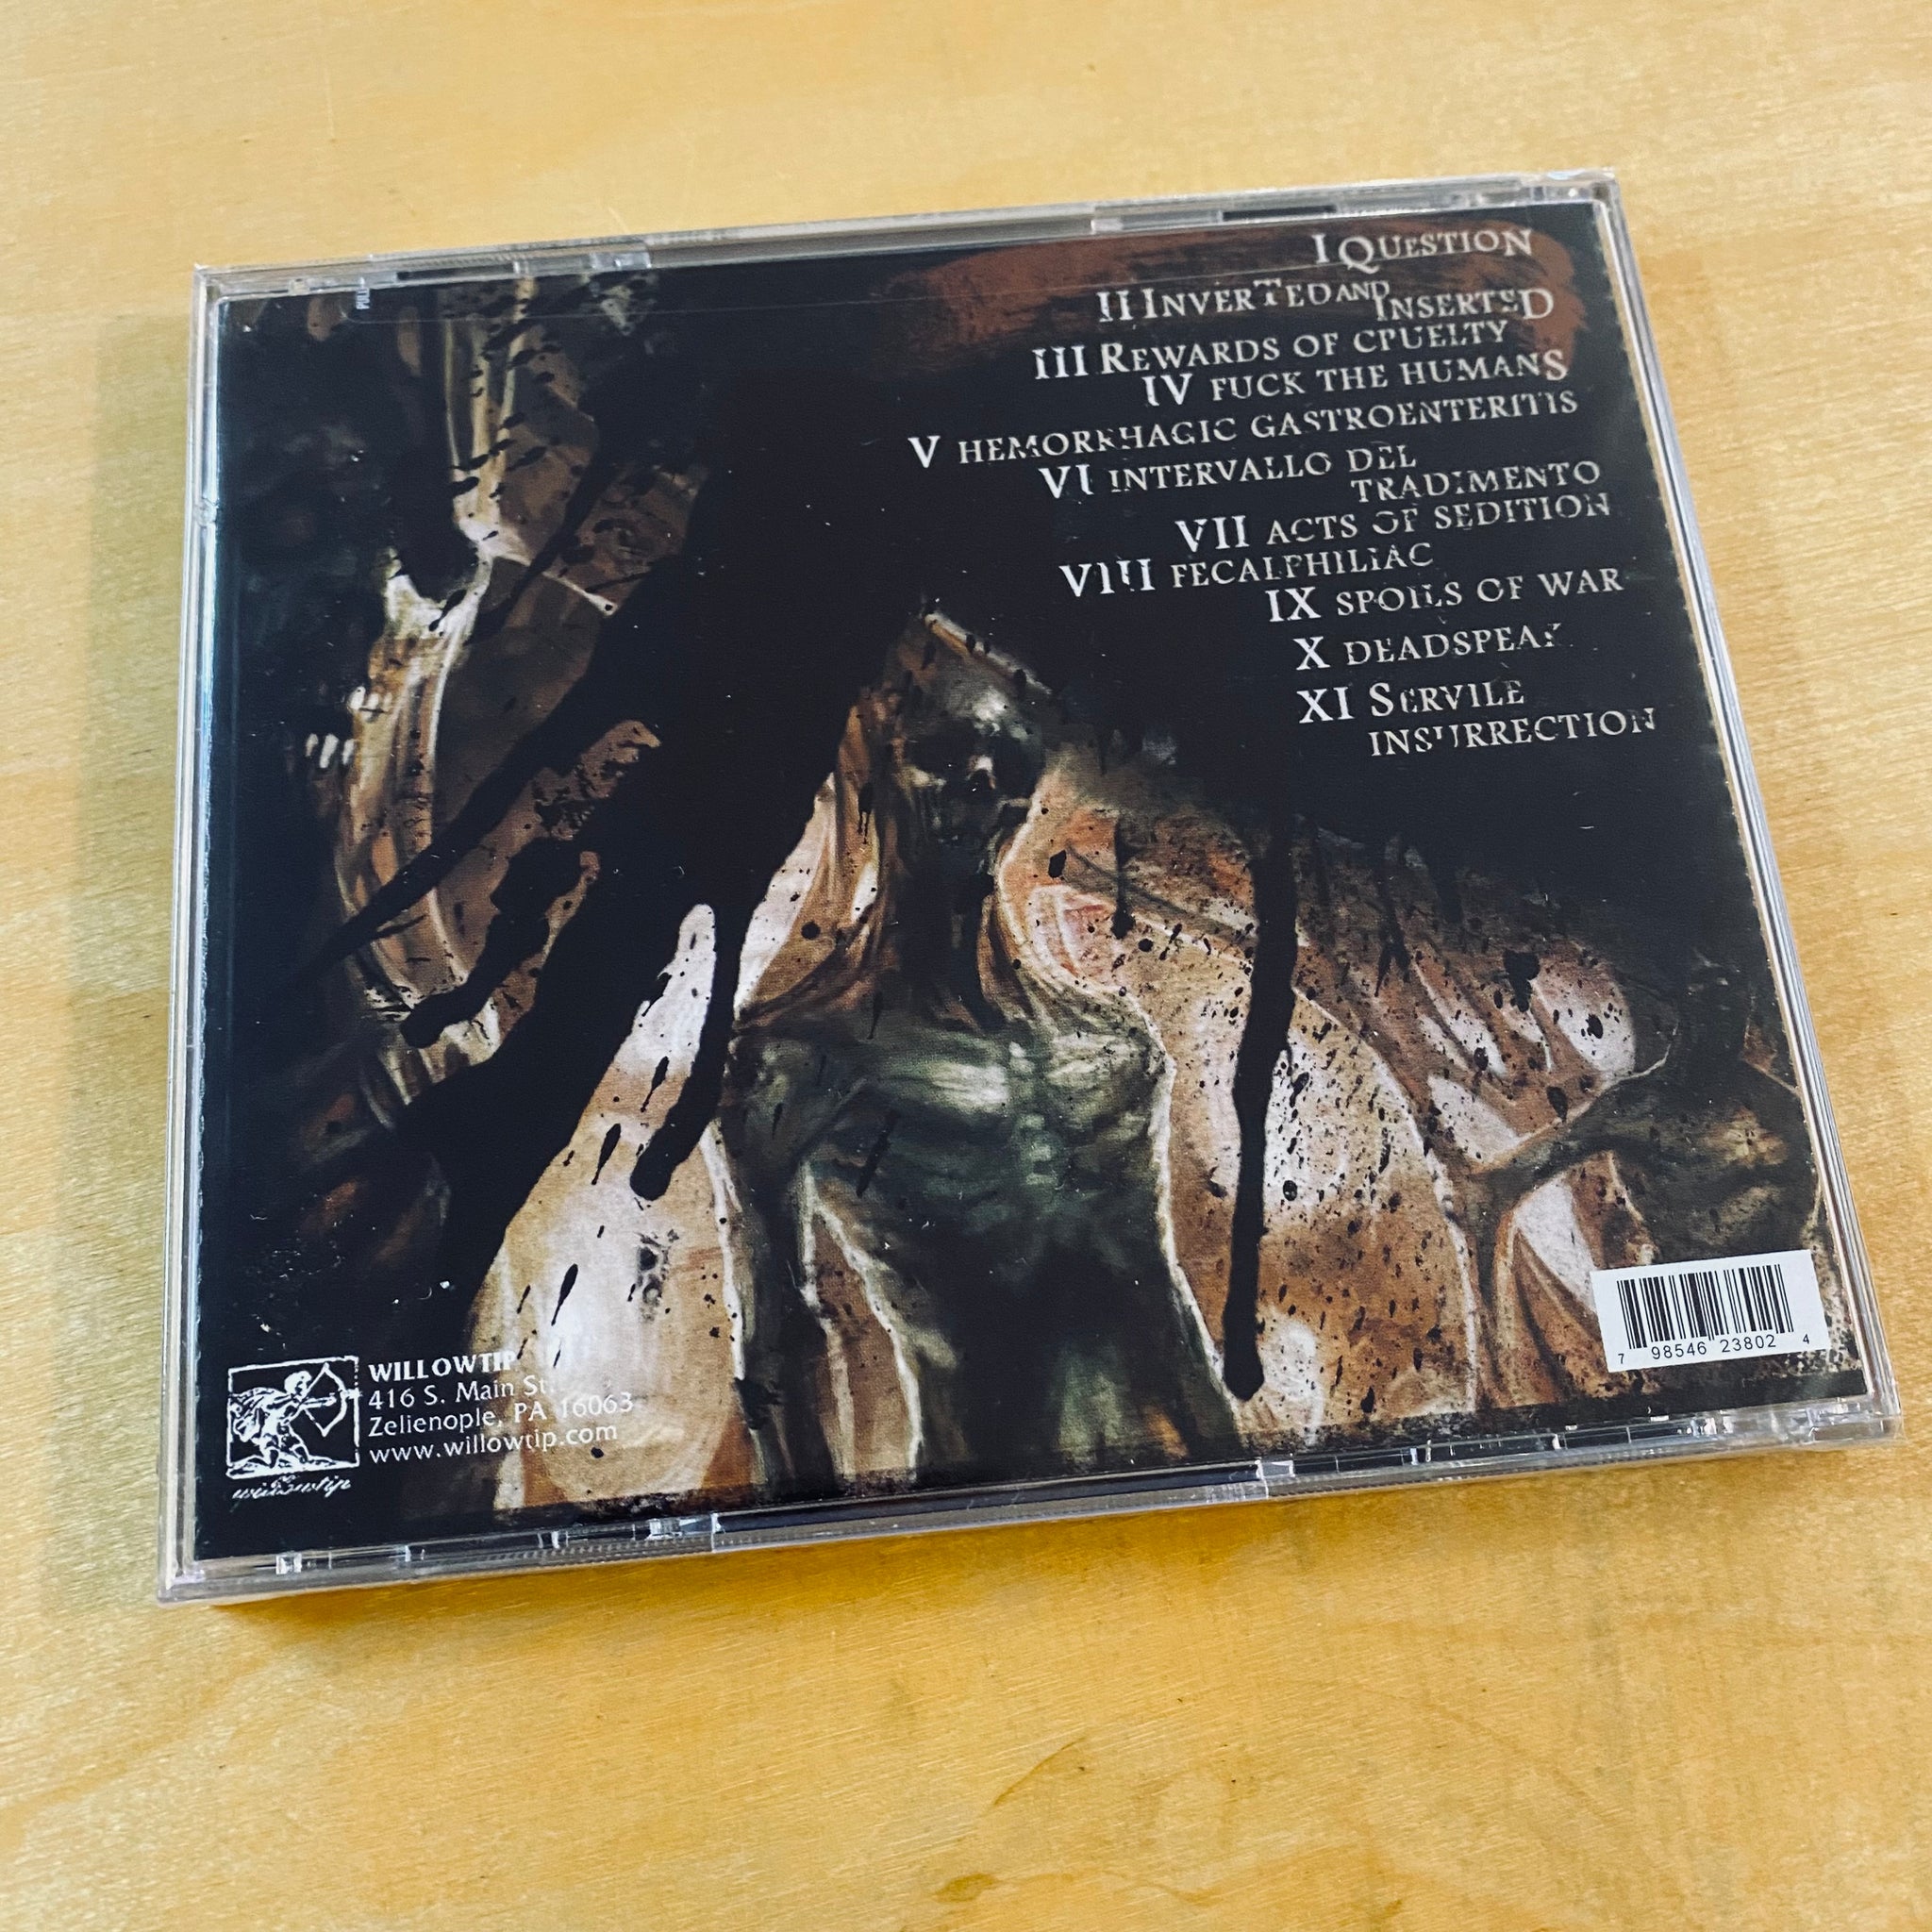 PULL
I QUESTION
II INVERTED AND
INSERTED
III REWARDS OF CRUELTY
IV FUCK THE HUMANS
V HEMORRHAGIC GASTROENTERITIS
VI INTERVALLO DEL
TRADIMENTO
VII ACTS OF SEDITION
VIII FECALPHILIAC
IX SPOILS OF WAR
X DEADSPEAK
XI SERVILE
INSURRECTION
WILLOWTIP
416 S. Main St.
Zelienople, PA 16063
www.willowtip.com
willowtip
7 98546 23802 4